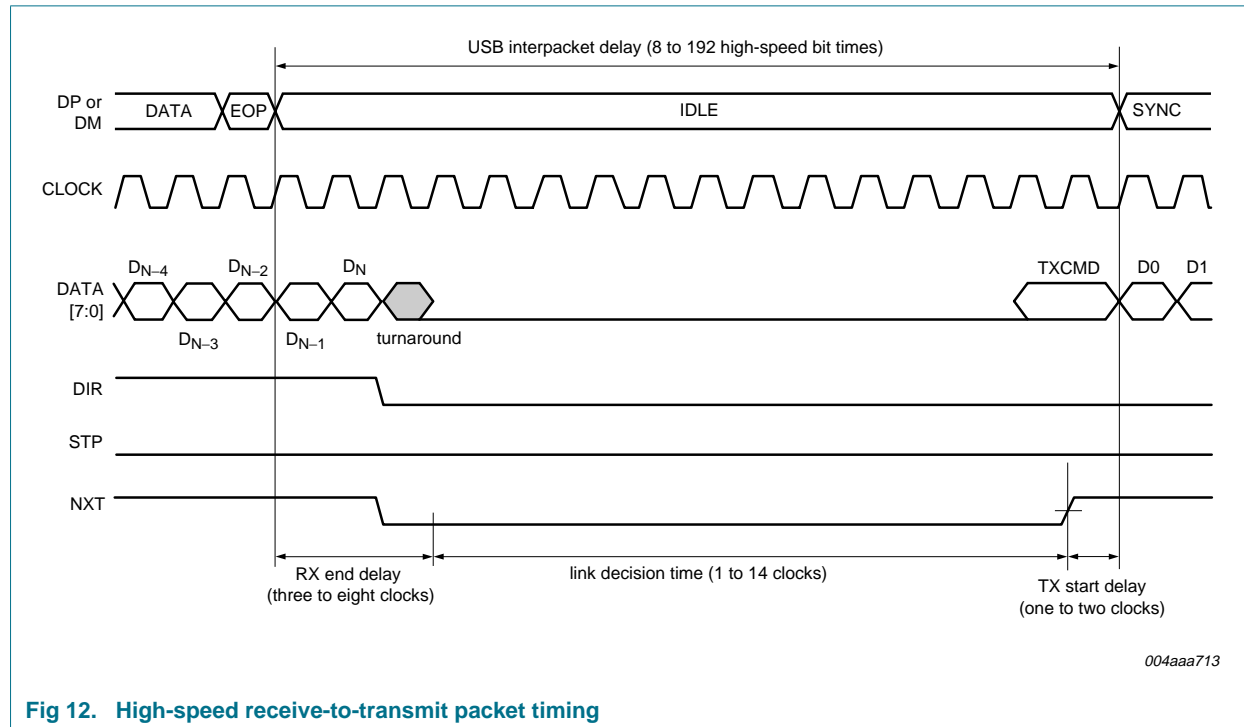 USB interpacket delay (8 to 192 high-speed bit times)
DP or
DM
DATA
EOP
IDLE
SYNC
CLOCK
DATA
[7:0]
DN–4
DN–3
DN–2
DN–1
DN
turnaround
TXCMD
D0
D1
DIR
STP
NXT
RX end delay
(three to eight clocks)
link decision time (1 to 14 clocks)
TX start delay
(one to two clocks)
004aaa713
Fig 12. High-speed receive-to-transmit packet timing